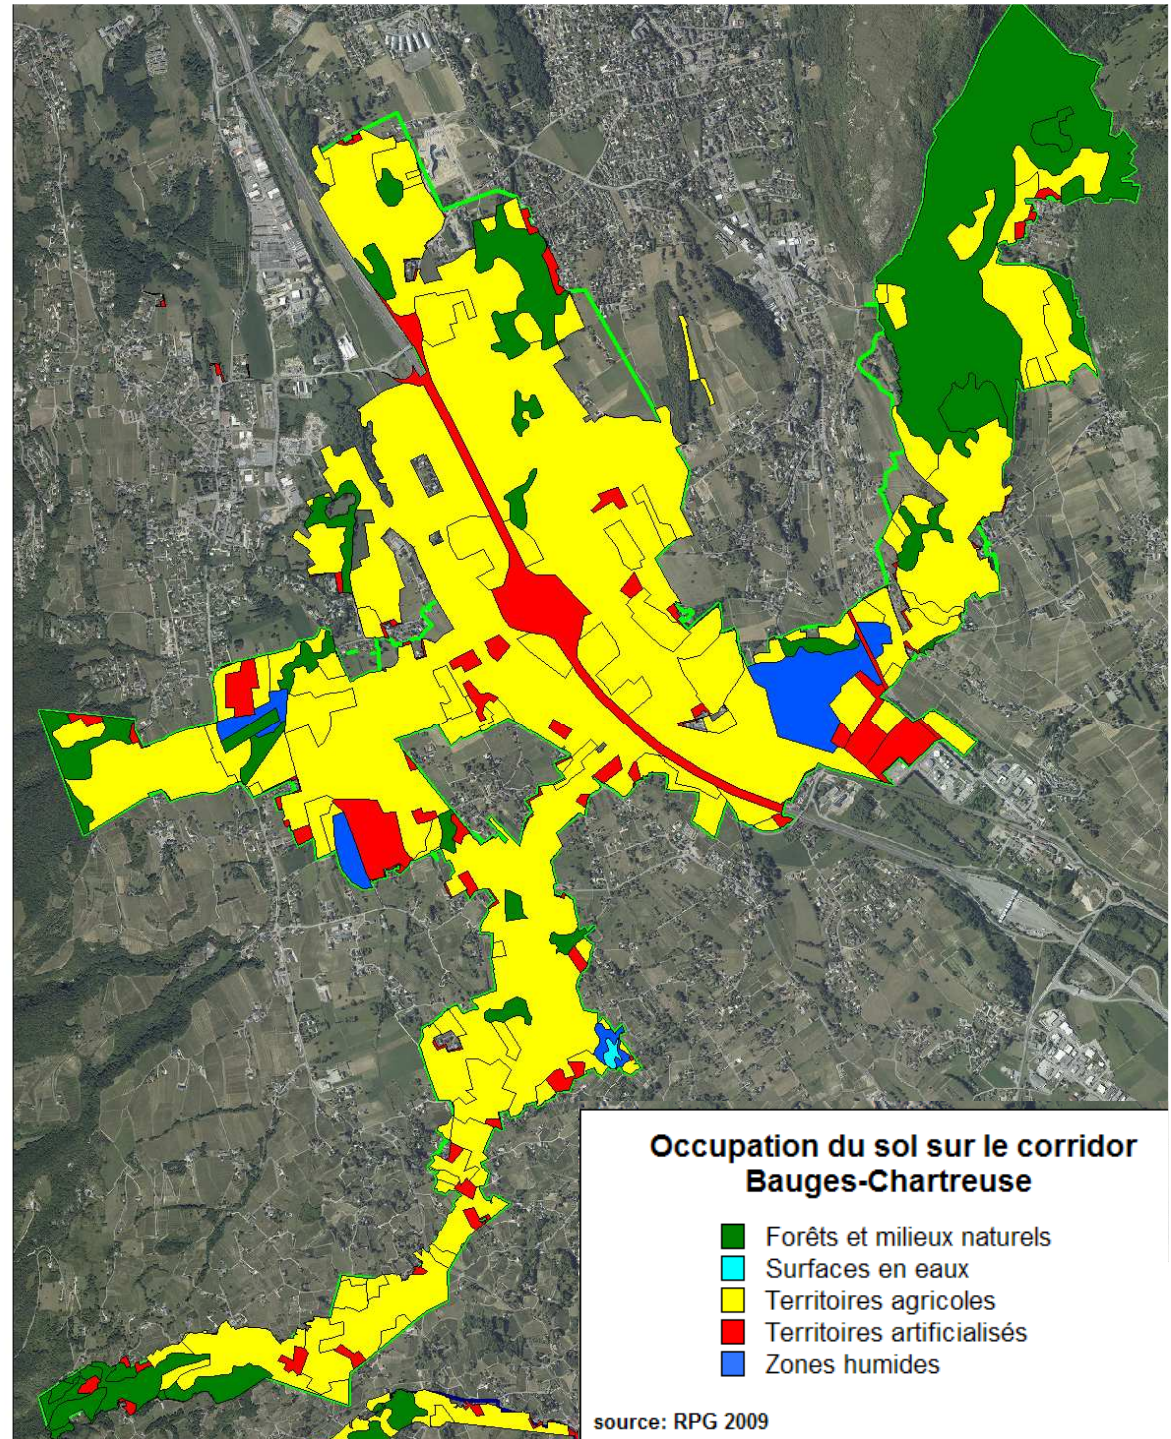 Occupation du sol sur le corridor
Bauges-Chartreuse
Forêts et milieux naturels
Surfaces en eaux
Territoires agricoles
Territoires artificialisés
Zones humides
source: RPG 2009